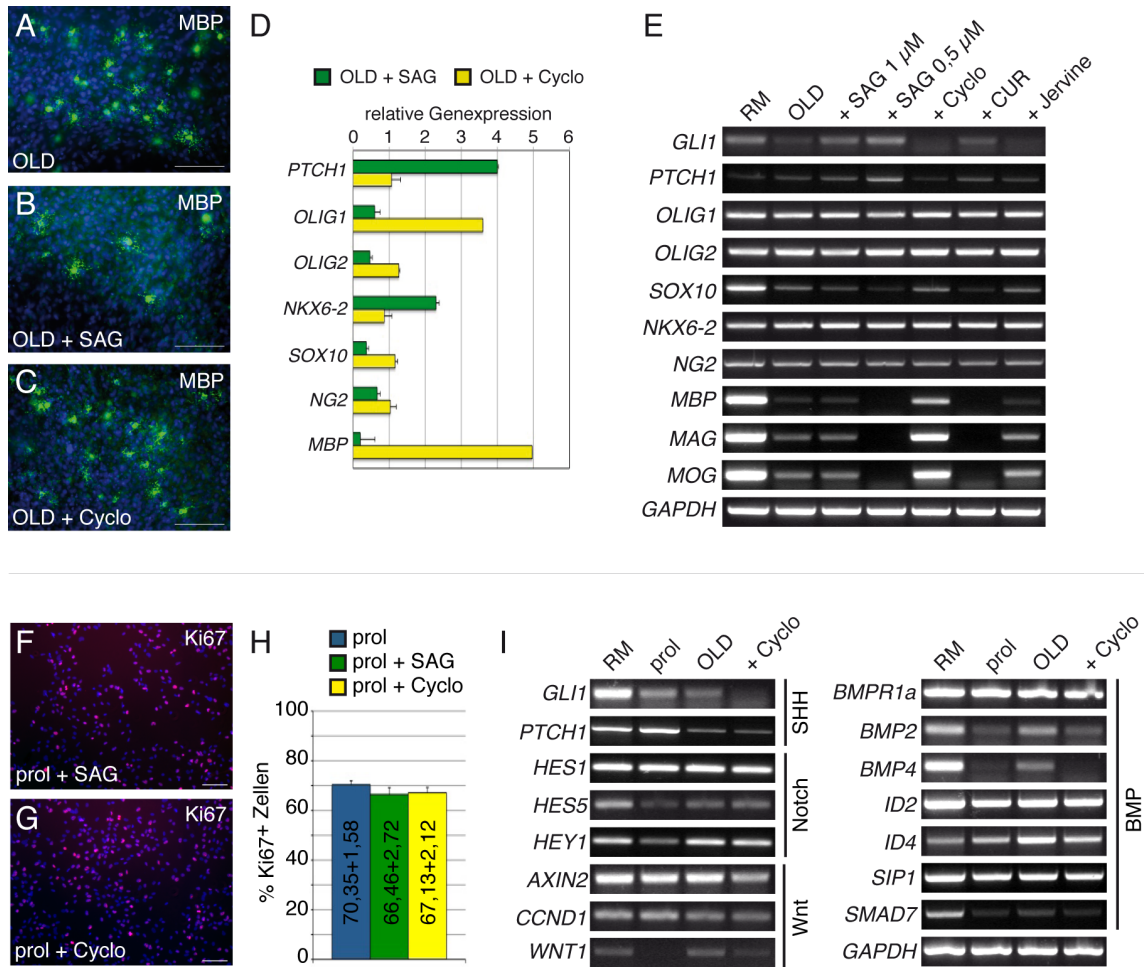 A
MBP
OLD
B
MBP
OLD + SAG
C
MBP
OLD + Cyclo
D
OLD + SAG
OLD + Cyclo
relative Genexpression
0 1 2 3 4 5 6
PTCH1
OLIG1
OLIG2
NKX6-2
SOX10
NG2
MBP
E
RM
OLD
+ SAG 1 µM
+ SAG 0,5 µM
+ Cyclo
+ CUR
+ Jervine
GLI1
PTCH1
OLIG1
OLIG2
SOX10
NKX6-2
NG2
MBP
MAG
MOG
GAPDH
F
Ki67
prol + SAG
G
Ki67
prol + Cyclo
H
prol
prol + SAG
prol + Cyclo
% Ki67+ Zellen
100
80
60
40
20
0
70,35+1,58
66,46+2,72
67,13+2,12
I
RM
prol
OLD
+ Cyclo
GLI1
PTCH1
SHH
HES1
HES5
HEY1
Notch
AXIN2
CCND1
WNT1
Wnt
RM
prol
OLD
+ Cyclo
BMPR1a
BMP2
BMP4
ID2
ID4
SIP1
SMAD7
BMP
GAPDH